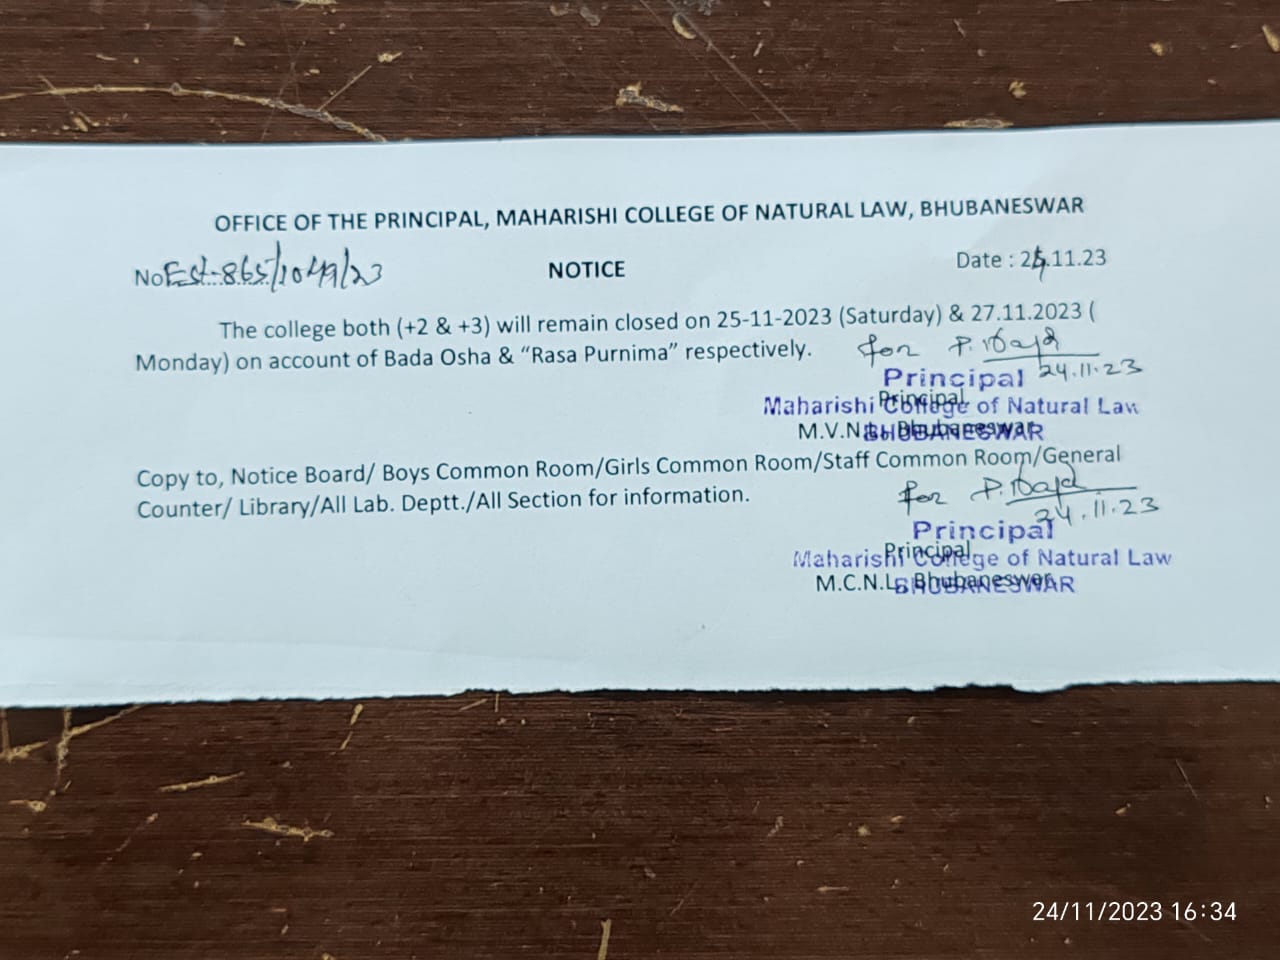 OFFICE OF THE PRINCIPAL, MAHARISHI COLLEGE OF NATURAL LAW, BHUBANESWAR
No Est-865/1049/23
NOTICE
Date : 24.11.23
The college both (+2 & +3) will remain closed on 25-11-2023 (Saturday) & 27.11.2023 (
Monday) on account of Bada Osha & “Rasa Purnima” respectively.
for P.
24.11.23
Principal
Principal
Maharishi College of Natural Law
M.V.N.L., Bhubaneswar
BHUBANESWAR
Copy to, Notice Board/ Boys Common Room/Girls Common Room/Staff Common Room/General
Counter/ Library/All Lab. Deptt./All Section for information.
for P.
24.11.23
Principal
Principal
Maharishi College of Natural Law
M.C.N.L., Bhubaneswar
BHUBANESWAR
24/11/2023 16:34